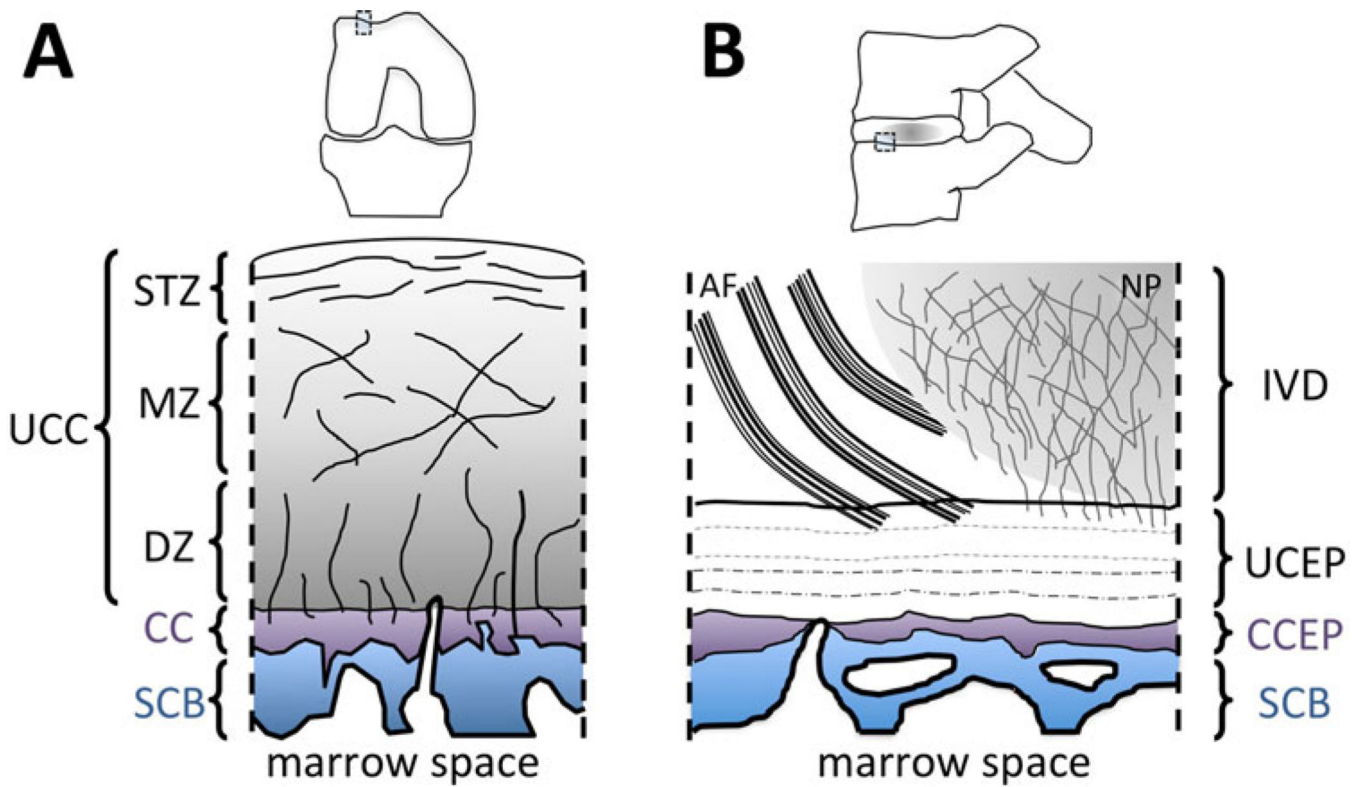 A
B
UCC
STZ
MZ
DZ
CC
SCB
marrow space
AF
NP
IVD
UCEP
CCEP
SCB
marrow space